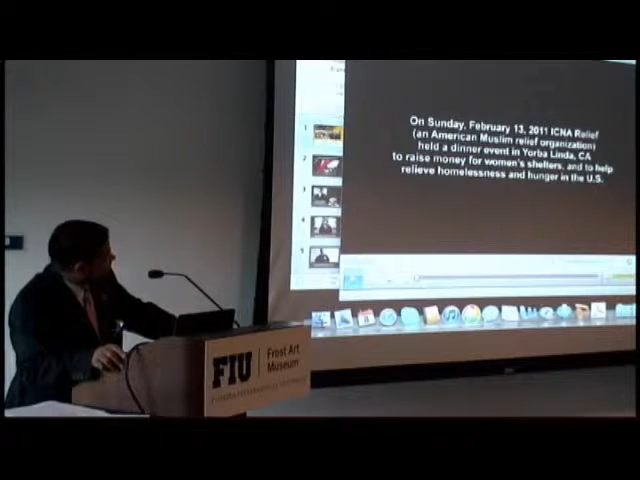 On Sunday, February 13, 2011 ICNA Relief
(an American Muslim relief organization)
held a dinner event in Yorba Linda, CA
to raise money for women's shelters, and to help
relieve homelessness and hunger in the U.S.
FIU
Frost Art
Museum